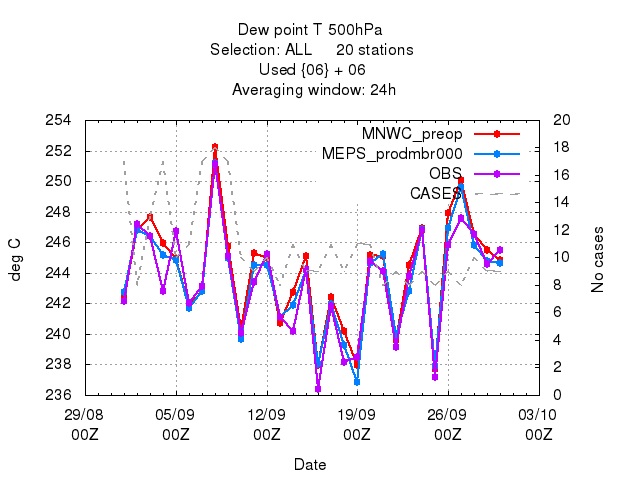 Dew point T 500hPa
Selection: ALL 20 stations
Used {06} + 06
Averaging window: 24h
254
252
250
248
246
244
242
240
238
236
deg C
20
18
16
14
12
10
8
6
4
2
0
No cases
MNWC_preop
MEPS_prodmbr000
OBS
CASES
29/08 05/09 12/09 19/09 26/09 03/10
00Z 00Z 00Z 00Z 00Z 00Z
Date